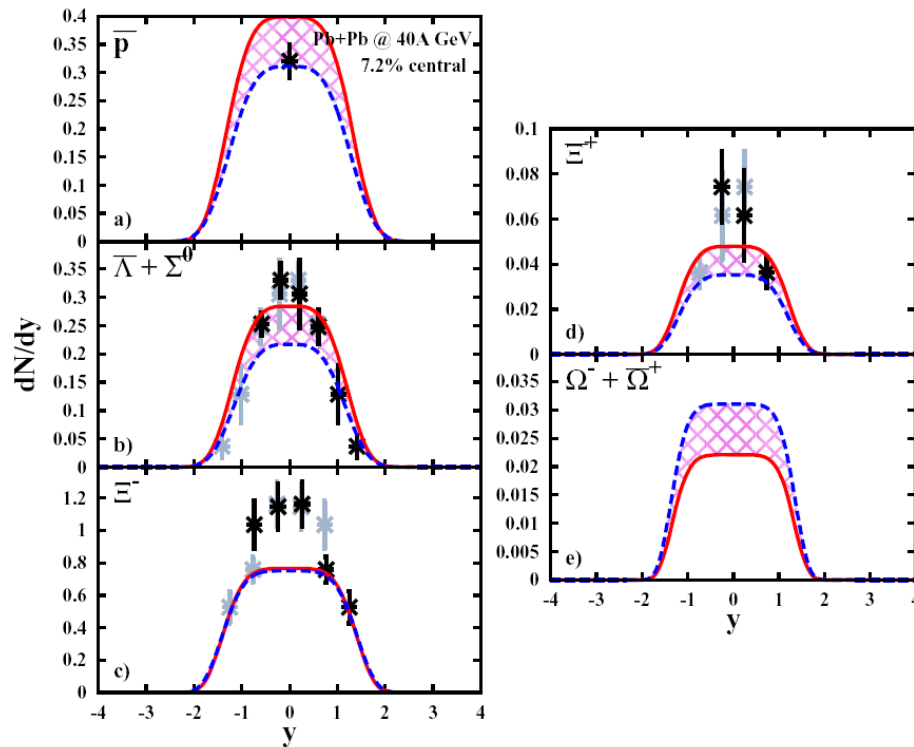 p̅
Pb+Pb @ 40A GeV
7.2% central
0.4
0.35
0.3
0.25
0.2
0.15
0.1
0.05
0
a)
Λ̅ + Σ̅⁰
0.35
0.3
0.25
0.2
0.15
0.1
0.05
0
b)
dN/dy
Ξ⁻
1.2
1
0.8
0.6
0.4
0.2
0
c)
-4 -3 -2 -1 0 1 2 3 4
y
Ξ̅⁺
0.1
0.08
0.06
0.04
0.02
0
d)
Ω⁻ + Ω̅⁺
0.035
0.03
0.025
0.02
0.015
0.01
0.005
0
e)
-4 -3 -2 -1 0 1 2 3 4
y